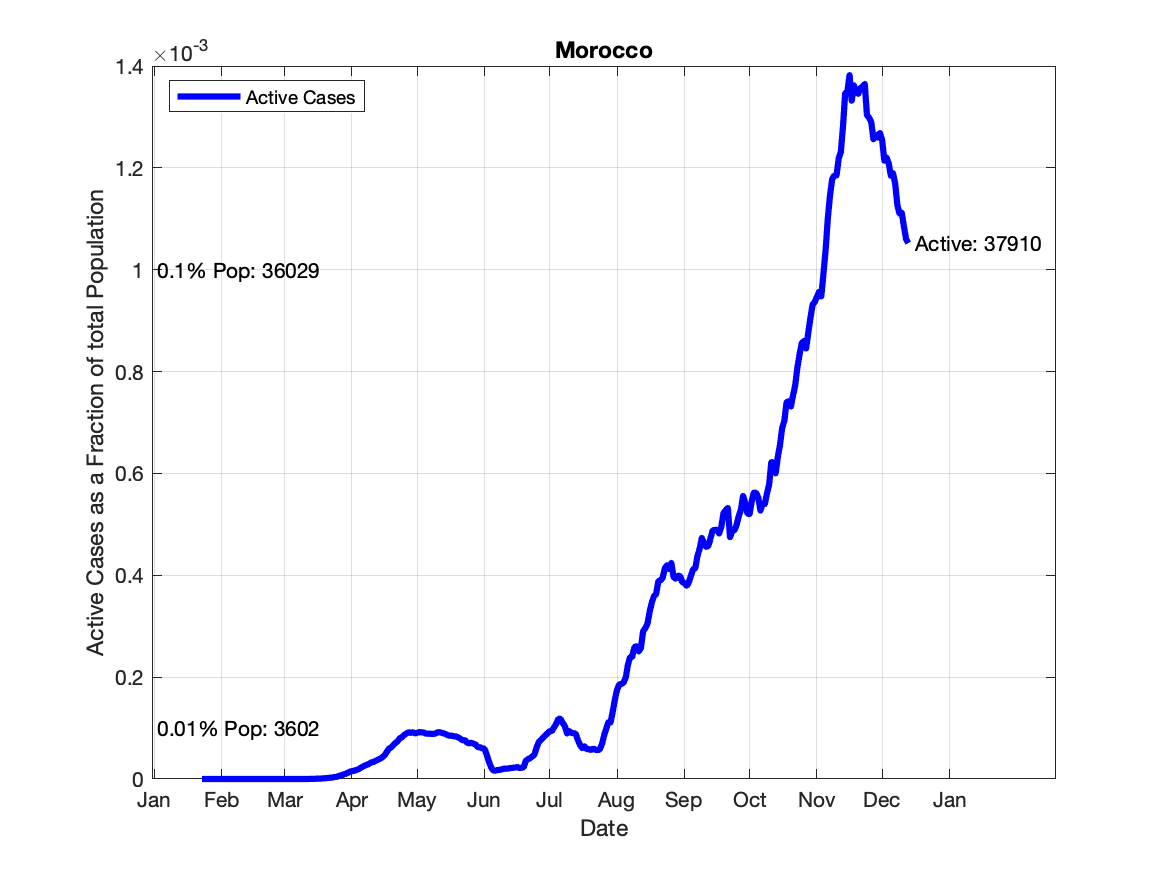 Morocco
×10-3
Active Cases
1.4
1.2
1
0.8
0.6
0.4
0.2
0
0.1% Pop: 36029
0.01% Pop: 3602
Active: 37910
Active Cases as a Fraction of total Population
Jan Feb Mar Apr May Jun Jul Aug Sep Oct Nov Dec Jan
Date